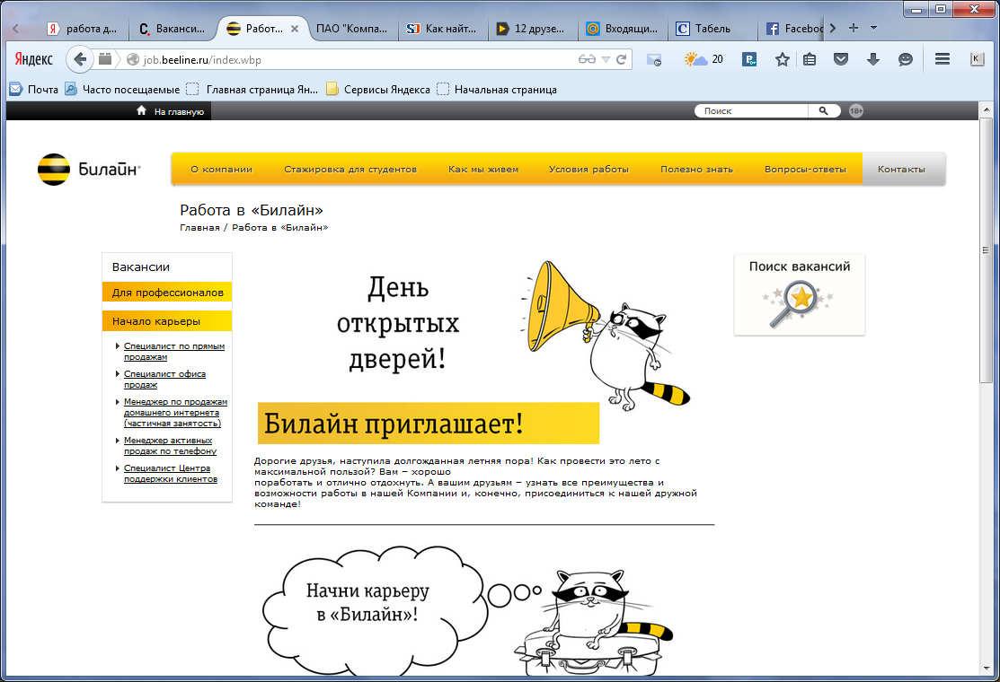 работа д...
Ваканси...
Работ...
ПАО "Компа...
Как найт...
12 друзе...
Входящи...
Табель
Facebo
Яндекс
job.beeline.ru/index.wbp
20
Почта
Часто посещаемые
Главная страница Ян...
Сервисы Яндекса
Начальная страница
На главную
Поиск
18+
Билайн
О компании
Стажировка для студентов
Как мы живем
Условия работы
Полезно знать
Вопросы-ответы
Контакты
Работа в «Билайн»
Главная / Работа в «Билайн»
Вакансии
Для профессионалов
Начало карьеры
Специалист по прямым
продажам
Специалист офиса
продаж
Менеджер по продажам
домашнего интернета
(частичная занятость)
Менеджер активных
продаж по телефону
Специалист Центра
поддержки клиентов
День
открытых
дверей!
Билайн приглашает!
Дорогие друзья, наступила долгожданная летняя пора! Как провести это лето с
максимальной пользой? Вам – хорошо
поработать и отлично отдохнуть. А вашим друзьям – узнать все преимущества и
возможности работы в нашей Компании и, конечно, присоединиться к нашей дружной
команде!
Начни карьеру
в «Билайн»!
Поиск вакансий